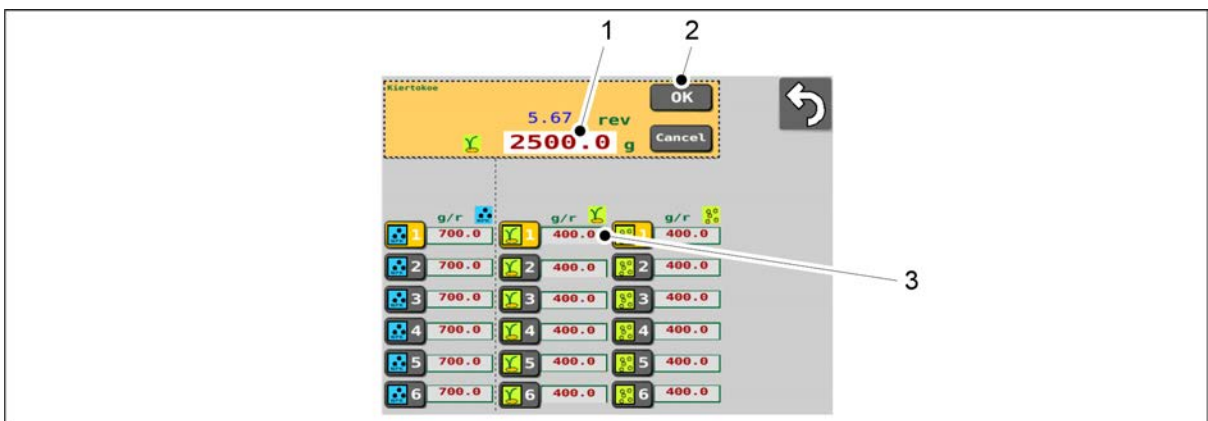 1 2
Kiertokoe
OK
5.67 rev
2500.0 g Cancel
g/r g/r g/r
1 700.0 1 400.0 1 400.0
3
2 700.0 2 400.0 2 400.0
3 700.0 3 400.0 3 400.0
4 700.0 4 400.0 4 400.0
5 700.0 5 400.0 5 400.0
6 700.0 6 400.0 6 400.0